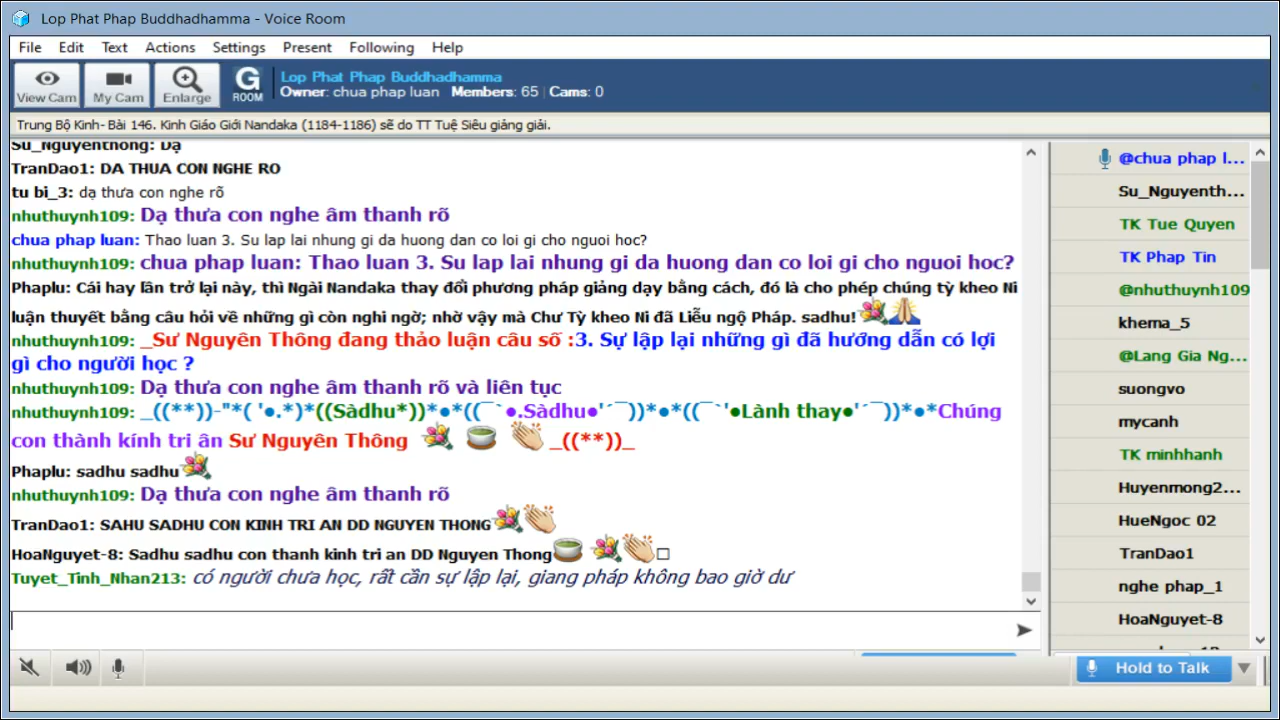 Lop Phat Phap Buddhadhamma - Voice Room
File Edit Text Actions Settings Present Following Help
View Cam My Cam Enlarge G ROOM
Lop Phat Phap Buddhadhamma
Owner: chua phap luan Members: 65 Cams: 0
Trung Bộ Kinh- Bài 146. Kinh Giáo Giới Nandaka (1184-1186) sẽ do TT Tuệ Siêu giảng giải.
Su_Nguyenthong: Dạ
TranDao1: DA THUA CON NGHE RO
tu bi_3: dạ thưa con nghe rõ
nhuthuynh109: Dạ thưa con nghe âm thanh rõ
chua phap luan: Thao luan 3. Su lap lai nhung gi da huong dan co loi gi cho nguoi hoc?
nhuthuynh109: chua phap luan: Thao luan 3. Su lap lai nhung gi da huong dan co loi gi cho nguoi hoc?
Phaplu: Cái hay lần trở lại này, thì Ngài Nandaka thay đổi phương pháp giảng dạy bằng cách, đó là cho phép chúng tỳ kheo Ni
luận thuyết bằng câu hỏi về những gì còn nghi ngờ; nhờ vậy mà Chư Tỳ kheo Ni đã Liễu ngộ Pháp. sadhu!
nhuthuynh109: _Sư Nguyên Thông đang thảo luận câu số :3. Sự lập lại những gì đã hướng dẫn có lợi
gì cho người học ?
nhuthuynh109: Dạ thưa con nghe âm thanh rõ và liên tục
nhuthuynh109: _((**))-"*( '●.*)*((Sàdhu*))*●*((¯`●.Sàdhu●'´¯))*●*((¯`'●Lành thay●'´¯))*●*Chúng
con thành kính tri ân Sư Nguyên Thông _((**))_
Phaplu: sadhu sadhu
nhuthuynh109: Dạ thưa con nghe âm thanh rõ
TranDao1: SAHU SADHU CON KINH TRI AN DD NGUYEN THONG
HoaNguyet-8: Sadhu sadhu con thanh kinh tri an DD Nguyen Thong
Tuyet_Tinh_Nhan213: có người chưa học, rất cần sự lập lại, giang pháp không bao giờ dư
@chua phap l...
Su_Nguyenth...
TK Tue Quyen
TK Phap Tin
@nhuthuynh109
khema_5
@Lang Gia Ng...
suongvo
mycanh
TK minhhanh
Huyenmong2...
HueNgoc 02
TranDao1
nghe phap_1
HoaNguyet-8
Hold to Talk